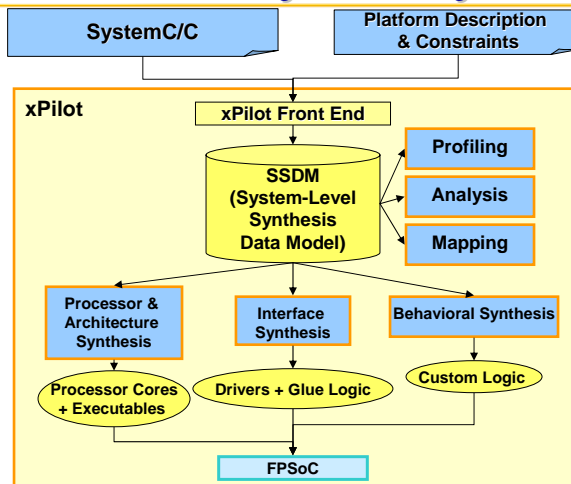 SystemC/C
Platform Description
& Constraints
xPilot
xPilot Front End
SSDM
(System-Level
Synthesis
Data Model)
Profiling
Analysis
Mapping
Processor &
Architecture
Synthesis
Interface
Synthesis
Behavioral Synthesis
Processor Cores
+ Executables
Drivers + Glue Logic
Custom Logic
FPSoC